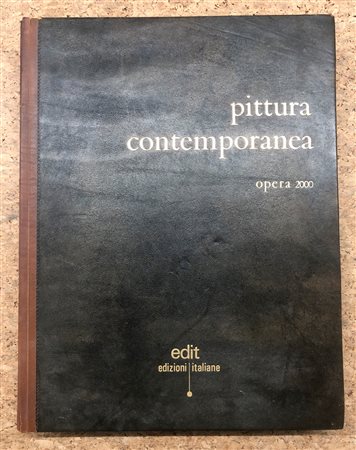 pittura
contemporanea
opera 2000
edit
edizioni italiane